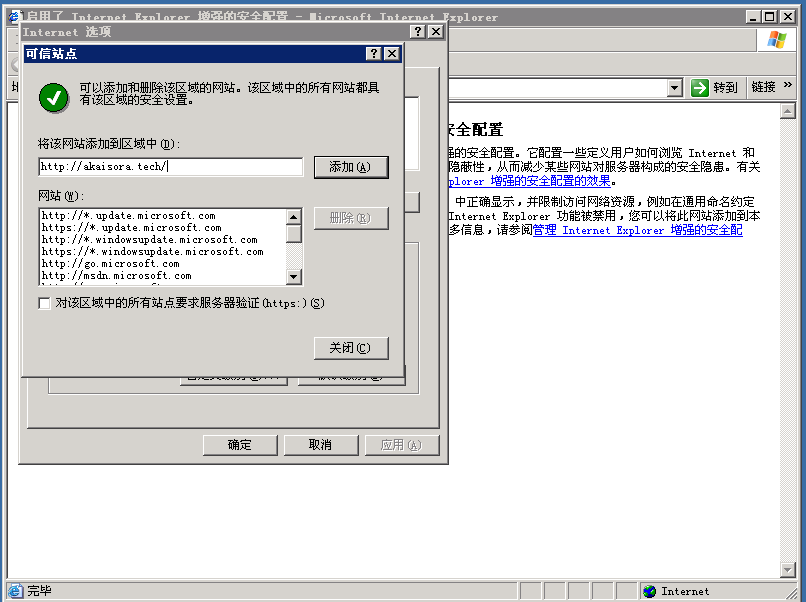 启用了 Internet Explorer 增强的安全配置 - Microsoft Internet Explorer
Internet 选项
可信站点
可以添加和删除该区域的网站。该区域中的所有网站都具
有该区域的安全设置。
将该网站添加到区域中(D):
http://akaisora.tech/
添加(A)
网站(W):
http://*.update.microsoft.com
https://*.update.microsoft.com
http://*.windowsupdate.microsoft.com
https://*.windowsupdate.microsoft.com
http://go.microsoft.com
http://msdn.microsoft.com
删除(R)
对该区域中的所有站点要求服务器验证(https:)(S)
关闭(C)
确定
取消
应用(A)
转到
链接 »
安全配置
强的安全配置。它配置一些定义用户如何浏览 Internet 和
隐蔽性，从而减少某些网站对服务器构成的安全隐患。有关
plorer 增强的安全配置的效果。
中正确显示，并限制访问网络资源，例如在通用命名约定
Internet Explorer 功能被禁用，您可以将此网站添加到本
多信息，请参阅管理 Internet Explorer 增强的安全配
完毕
Internet